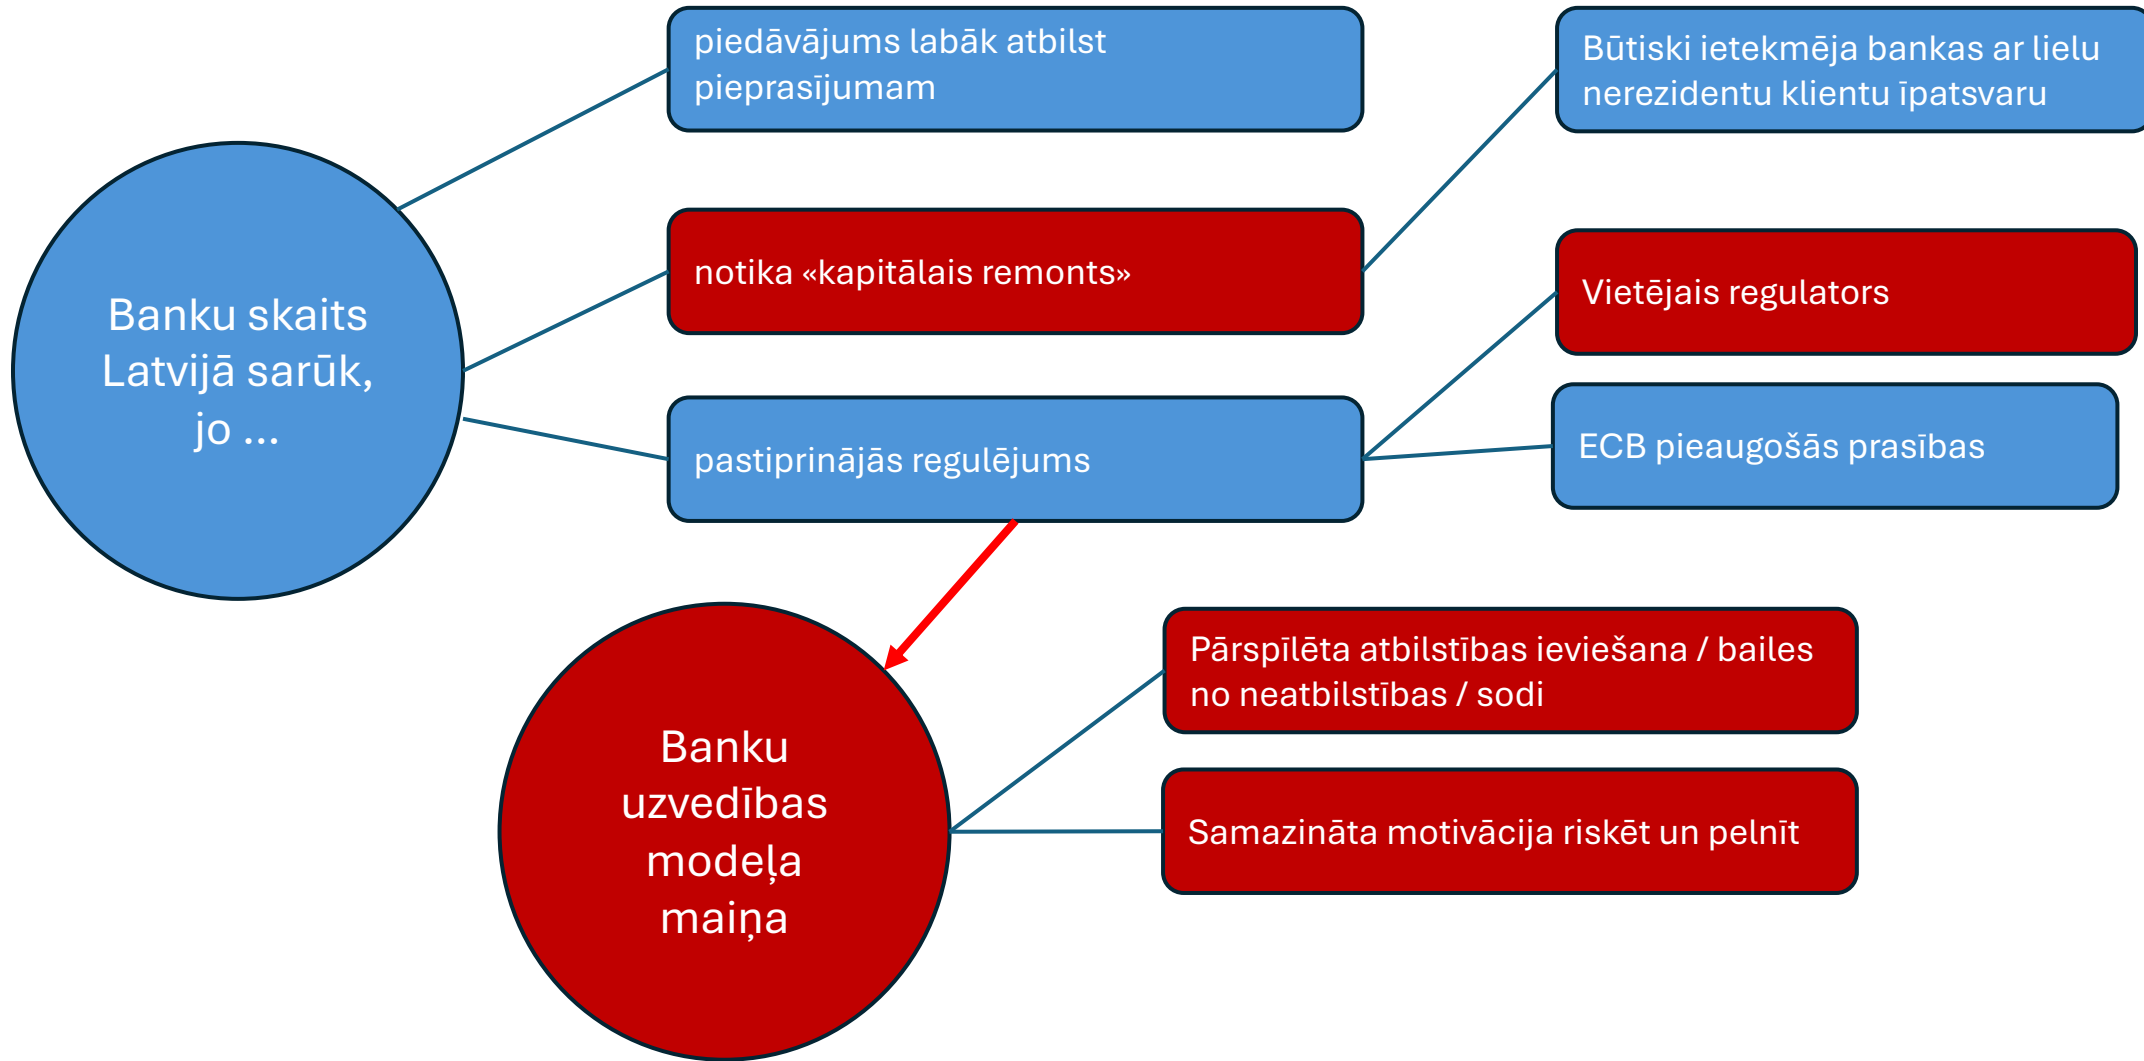 piedāvājums labāk atbilst
pieprasījumam
Būtiski ietekmēja bankas ar lielu
nerezidentu klientu īpatsvaru
notika «kapitālais remonts»
Vietējais regulators
Banku skaits
Latvijā sarūk,
jo ...
pastiprinājās regulējums
ECB pieaugošās prasības
Pārspīlēta atbilstības ieviešana / bailes
no neatbilstības / sodi
Banku
uzvedības
modeļa
maiņa
Samazināta motivācija riskēt un pelnīt